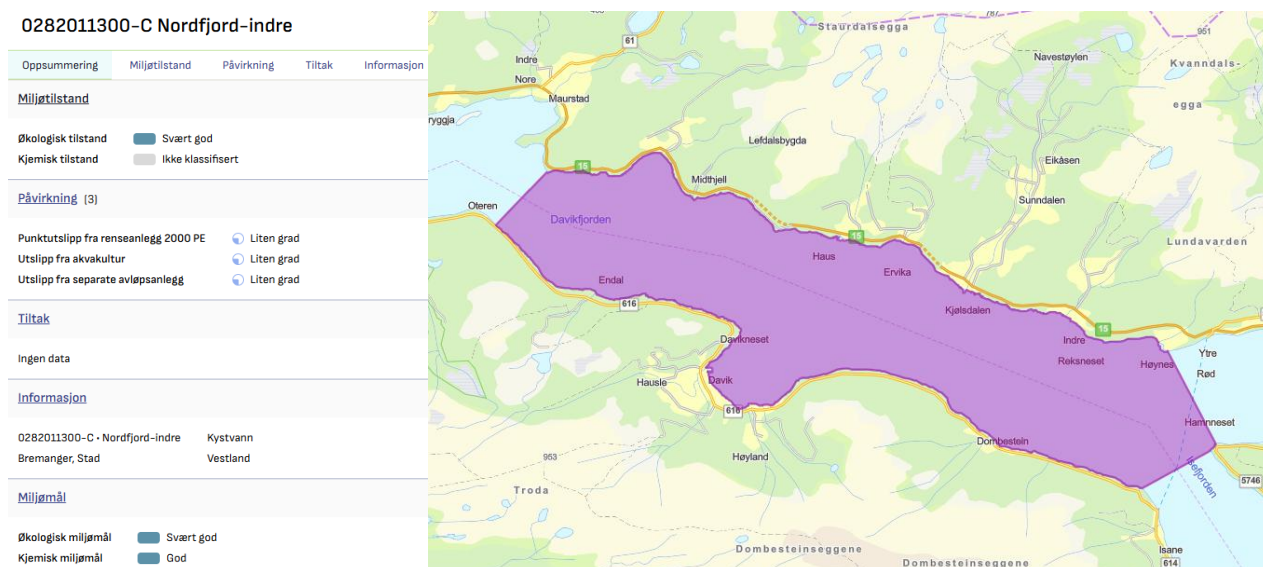 0282011300-C Nordfjord-indre
Oppsummering Miljøtilstand Påvirkning Tiltak Informasjon
Miljøtilstand
Økologisk tilstand Svært god
Kjemisk tilstand Ikke klassifisert
Påvirkning (3)
Punktutslipp fra renseanlegg 2000 PE Liten grad
Utslipp fra akvakultur Liten grad
Utslipp fra separate avløpsanlegg Liten grad
Tiltak
Ingen data
Informasjon
0282011300-C • Nordfjord-indre Kystvann
Bremanger, Stad Vestland
Miljømål
Økologisk miljømål Svært god
Kjemisk miljømål God
Staurdalsegga
787
951
61
Indre
Nore
Navestøylen
Kvanndals-
egga
Maurstad
ryggja
Lefdalsbygda
Eikåsen
15
Midthjell
Sunndalen
Oteren
Davikfjorden
15
Lundavarden
Haus
Ervika
Endal
616
Kjølsdalen
15
Davikneset
Indre
Reksneset
Høynes
Ytre
Rød
Hausle
Davik
616
Hamnneset
Dombestein
Høyland
953
Isefjorden
5746
Troda
Dombesteinseggene
Isane
Dombesteinseggene
614